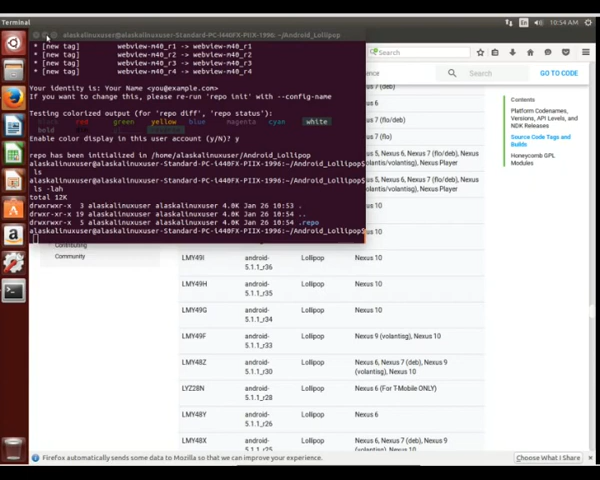 Terminal
En
10:54 AM
alaskalinuxuser@alaskalinuxuser-Standard-PC-i440FX-PIIX-1996: ~/Android_Lollipop
* [new tag] webview-m40_r1 -> webview-m40_r1
* [new tag] webview-m40_r2 -> webview-m40_r2
* [new tag] webview-m40_r3 -> webview-m40_r3
* [new tag] webview-m40_r4 -> webview-m40_r4
Your identity is: Your Name <you@example.com>
If you want to change this, please re-run 'repo init' with --config-name
Testing colorized output (for 'repo diff', 'repo status'):
black red green yellow blue magenta cyan white
bold dim ul reverse
Enable color display in this user account (y/N)? y
repo has been initialized in /home/alaskalinuxuser/Android_Lollipop
alaskalinuxuser@alaskalinuxuser-Standard-PC-i440FX-PIIX-1996:~/Android_Lollipop$
ls
alaskalinuxuser@alaskalinuxuser-Standard-PC-i440FX-PIIX-1996:~/Android_Lollipop$
ls -lah
total 12K
drwxrwxr-x 3 alaskalinuxuser alaskalinuxuser 4.0K Jan 26 10:53 .
drwxr-xr-x 19 alaskalinuxuser alaskalinuxuser 4.0K Jan 26 10:54 ..
drwxrwxr-x 5 alaskalinuxuser alaskalinuxuser 4.0K Jan 26 10:54 .repo
alaskalinuxuser@alaskalinuxuser-Standard-PC-i440FX-PIIX-1996:~/Android_Lollipop$
Contributing
Community
Search
Search
GO TO CODE
Nexus 7 (deb)
Nexus 6
Nexus 7 (deb)
Nexus 7 (flo)
Nexus 5, Nexus 6, Nexus 7 (flo/deb), Nexus 9 (volantis/volantisg), Nexus Player
Nexus 5, Nexus 6, Nexus 7 (flo/deb), Nexus 9 (volantis/volantisg), Nexus Player
Contents
Platform Codenames, Versions, API Levels, and NDK Releases
Source Code Tags and Builds
Honeycomb GPL Modules
LMY49I android-5.1.1_r36 Lollipop Nexus 10
LMY49H android-5.1.1_r35 Lollipop Nexus 10
LMY49G android-5.1.1_r34 Lollipop Nexus 10
LMY49F android-5.1.1_r33 Lollipop Nexus 9 (volantisg), Nexus 10
LMY48Z android-5.1.1_r30 Lollipop Nexus 6, Nexus 7 (deb), Nexus 9 (volantisg), Nexus 10
LYZ28N android-5.1.1_r28 Lollipop Nexus 6 (For T-Mobile ONLY)
LMY48Y android-5.1.1_r26 Lollipop Nexus 6
LMY48X android-5.1.1_r25 Lollipop Nexus 6, Nexus 7 (deb), Nexus 9 (volantisg), Nexus 10
Firefox automatically sends some data to Mozilla so that we can improve your experience.
Choose What I Share